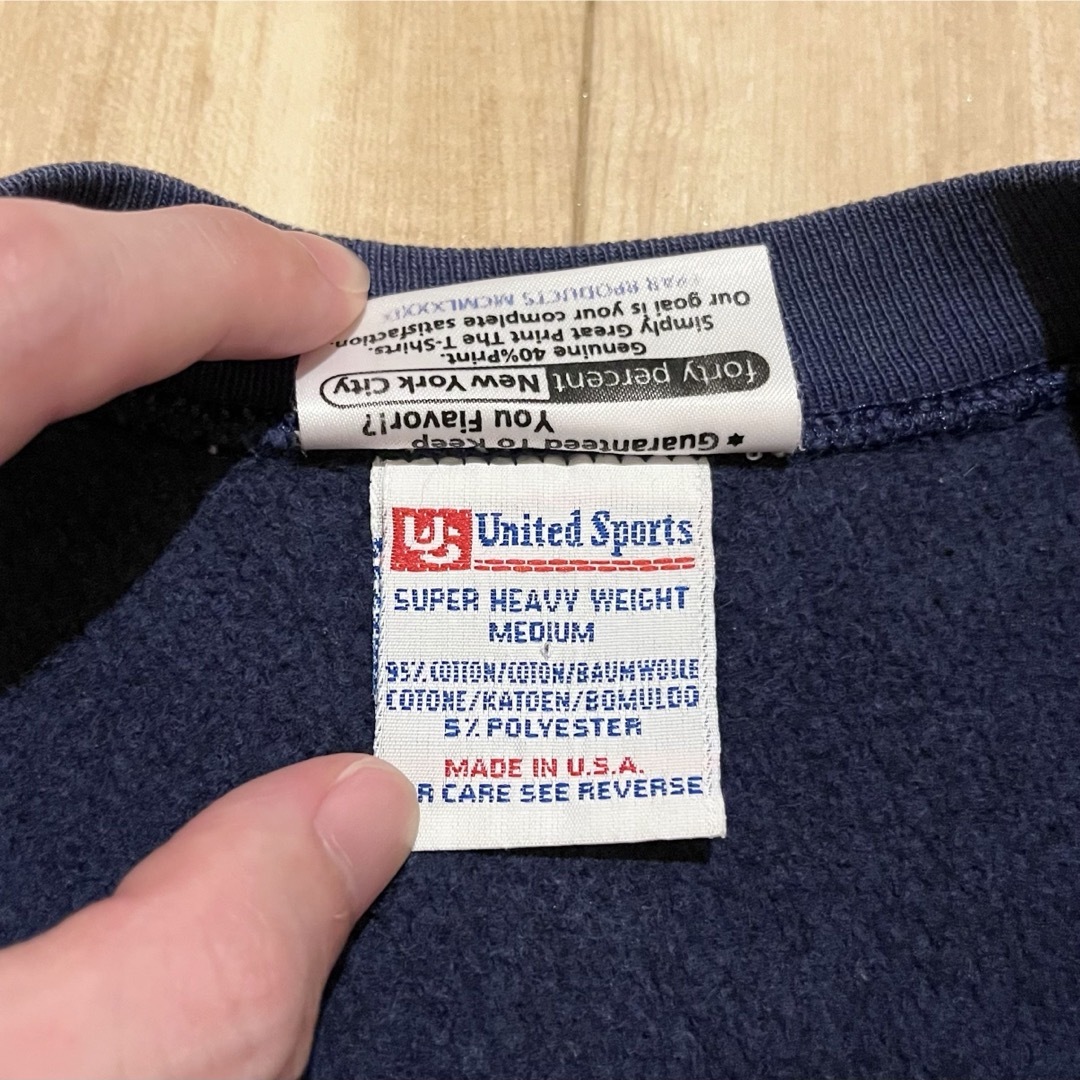 ★ Guaranteed To Keep
You Flavor!?
forty percent New York City
Genuine 40%Print.
Simply Great Print The T-Shirts.
Our goal is your complete satisfaction.
PRODUCTS
US United Sports
SUPER HEAVY WEIGHT
MEDIUM
95% COTTON/COTON/BAUMWOLLE
COTONE/KATOEN/BOMULDO
5% POLYESTER
MADE IN U.S.A.
R CARE SEE REVERSE